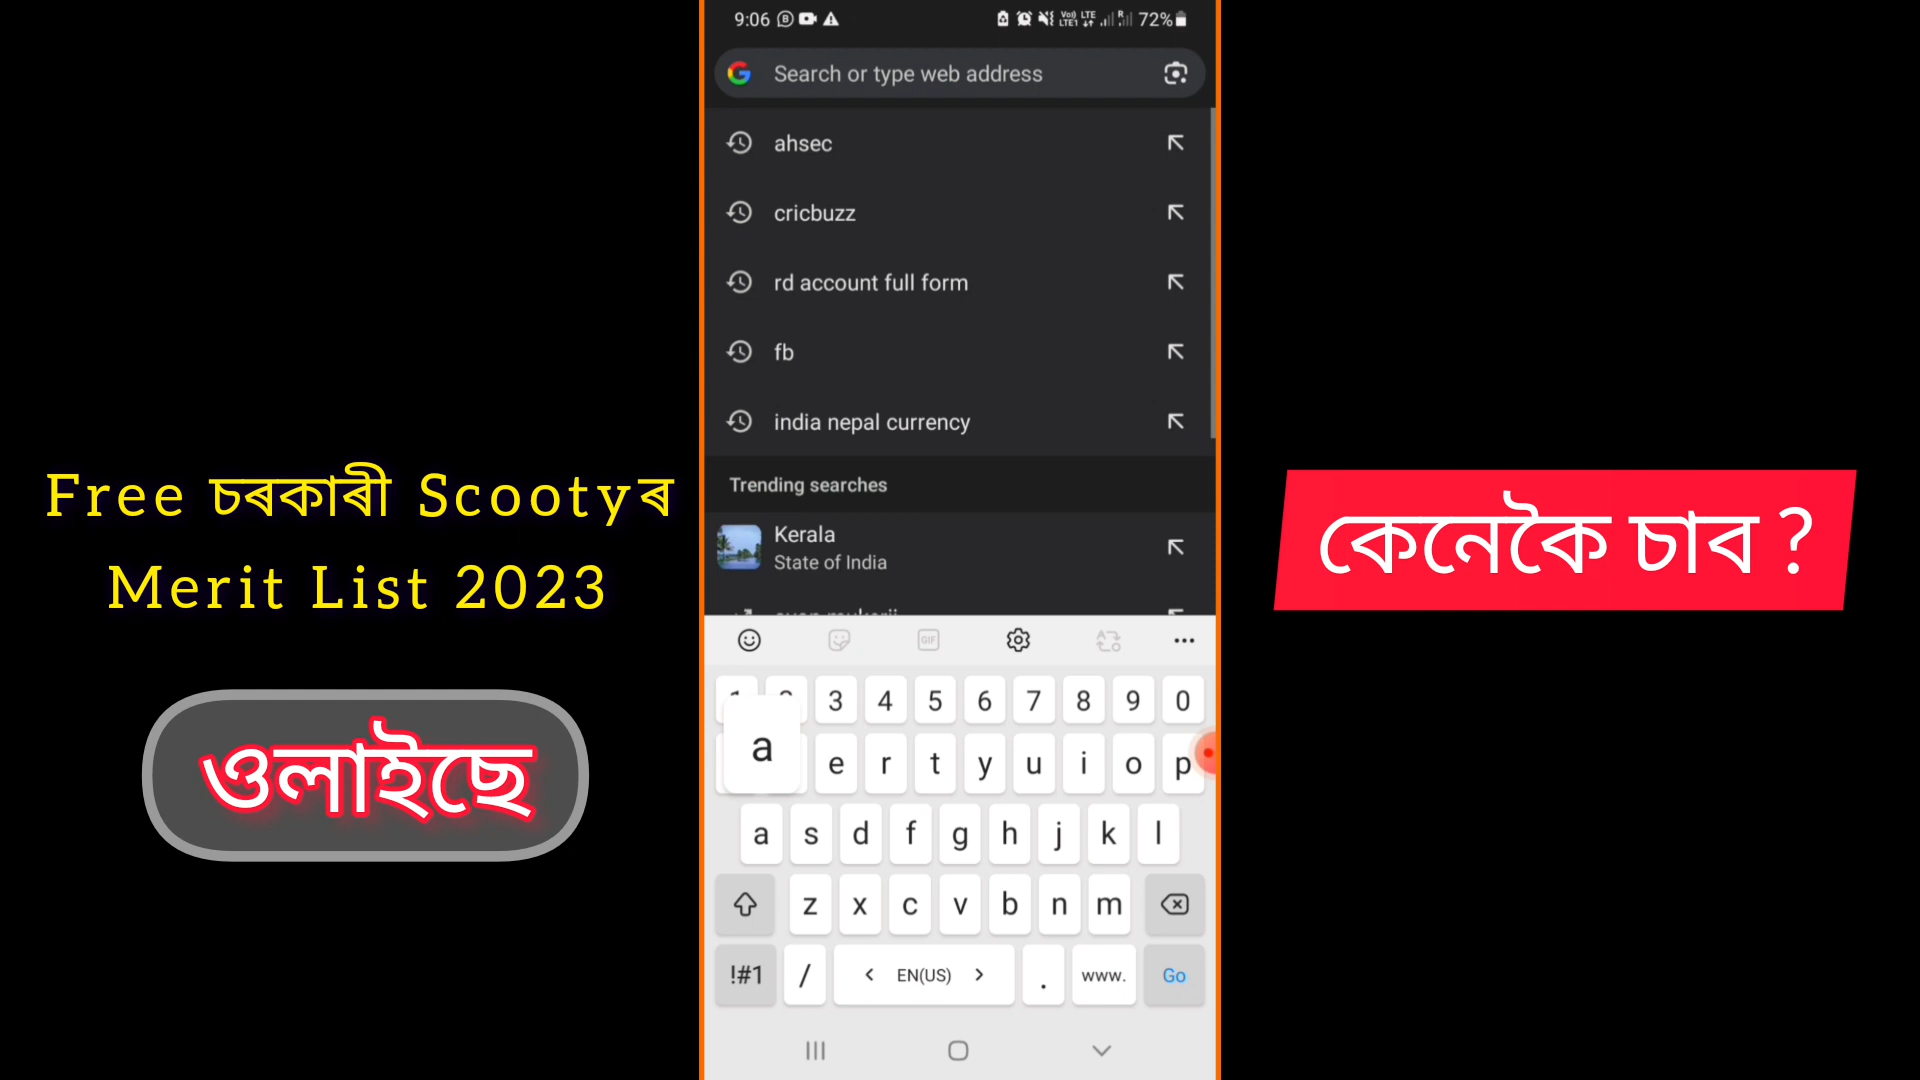 9:06
72%
Search or type web address
ahsec
cricbuzz
rd account full form
fb
india nepal currency
Trending searches
Kerala
State of India
Free চৰকাৰী Scootyৰ
Merit List 2023
ওলাইছে
কেনেকৈ চাব ?
GIF
3 4 5 6 7 8 9 0
a
e r t y u i o p
a s d f g h j k l
z x c v b n m
!#1 / < EN(US) > . www. Go